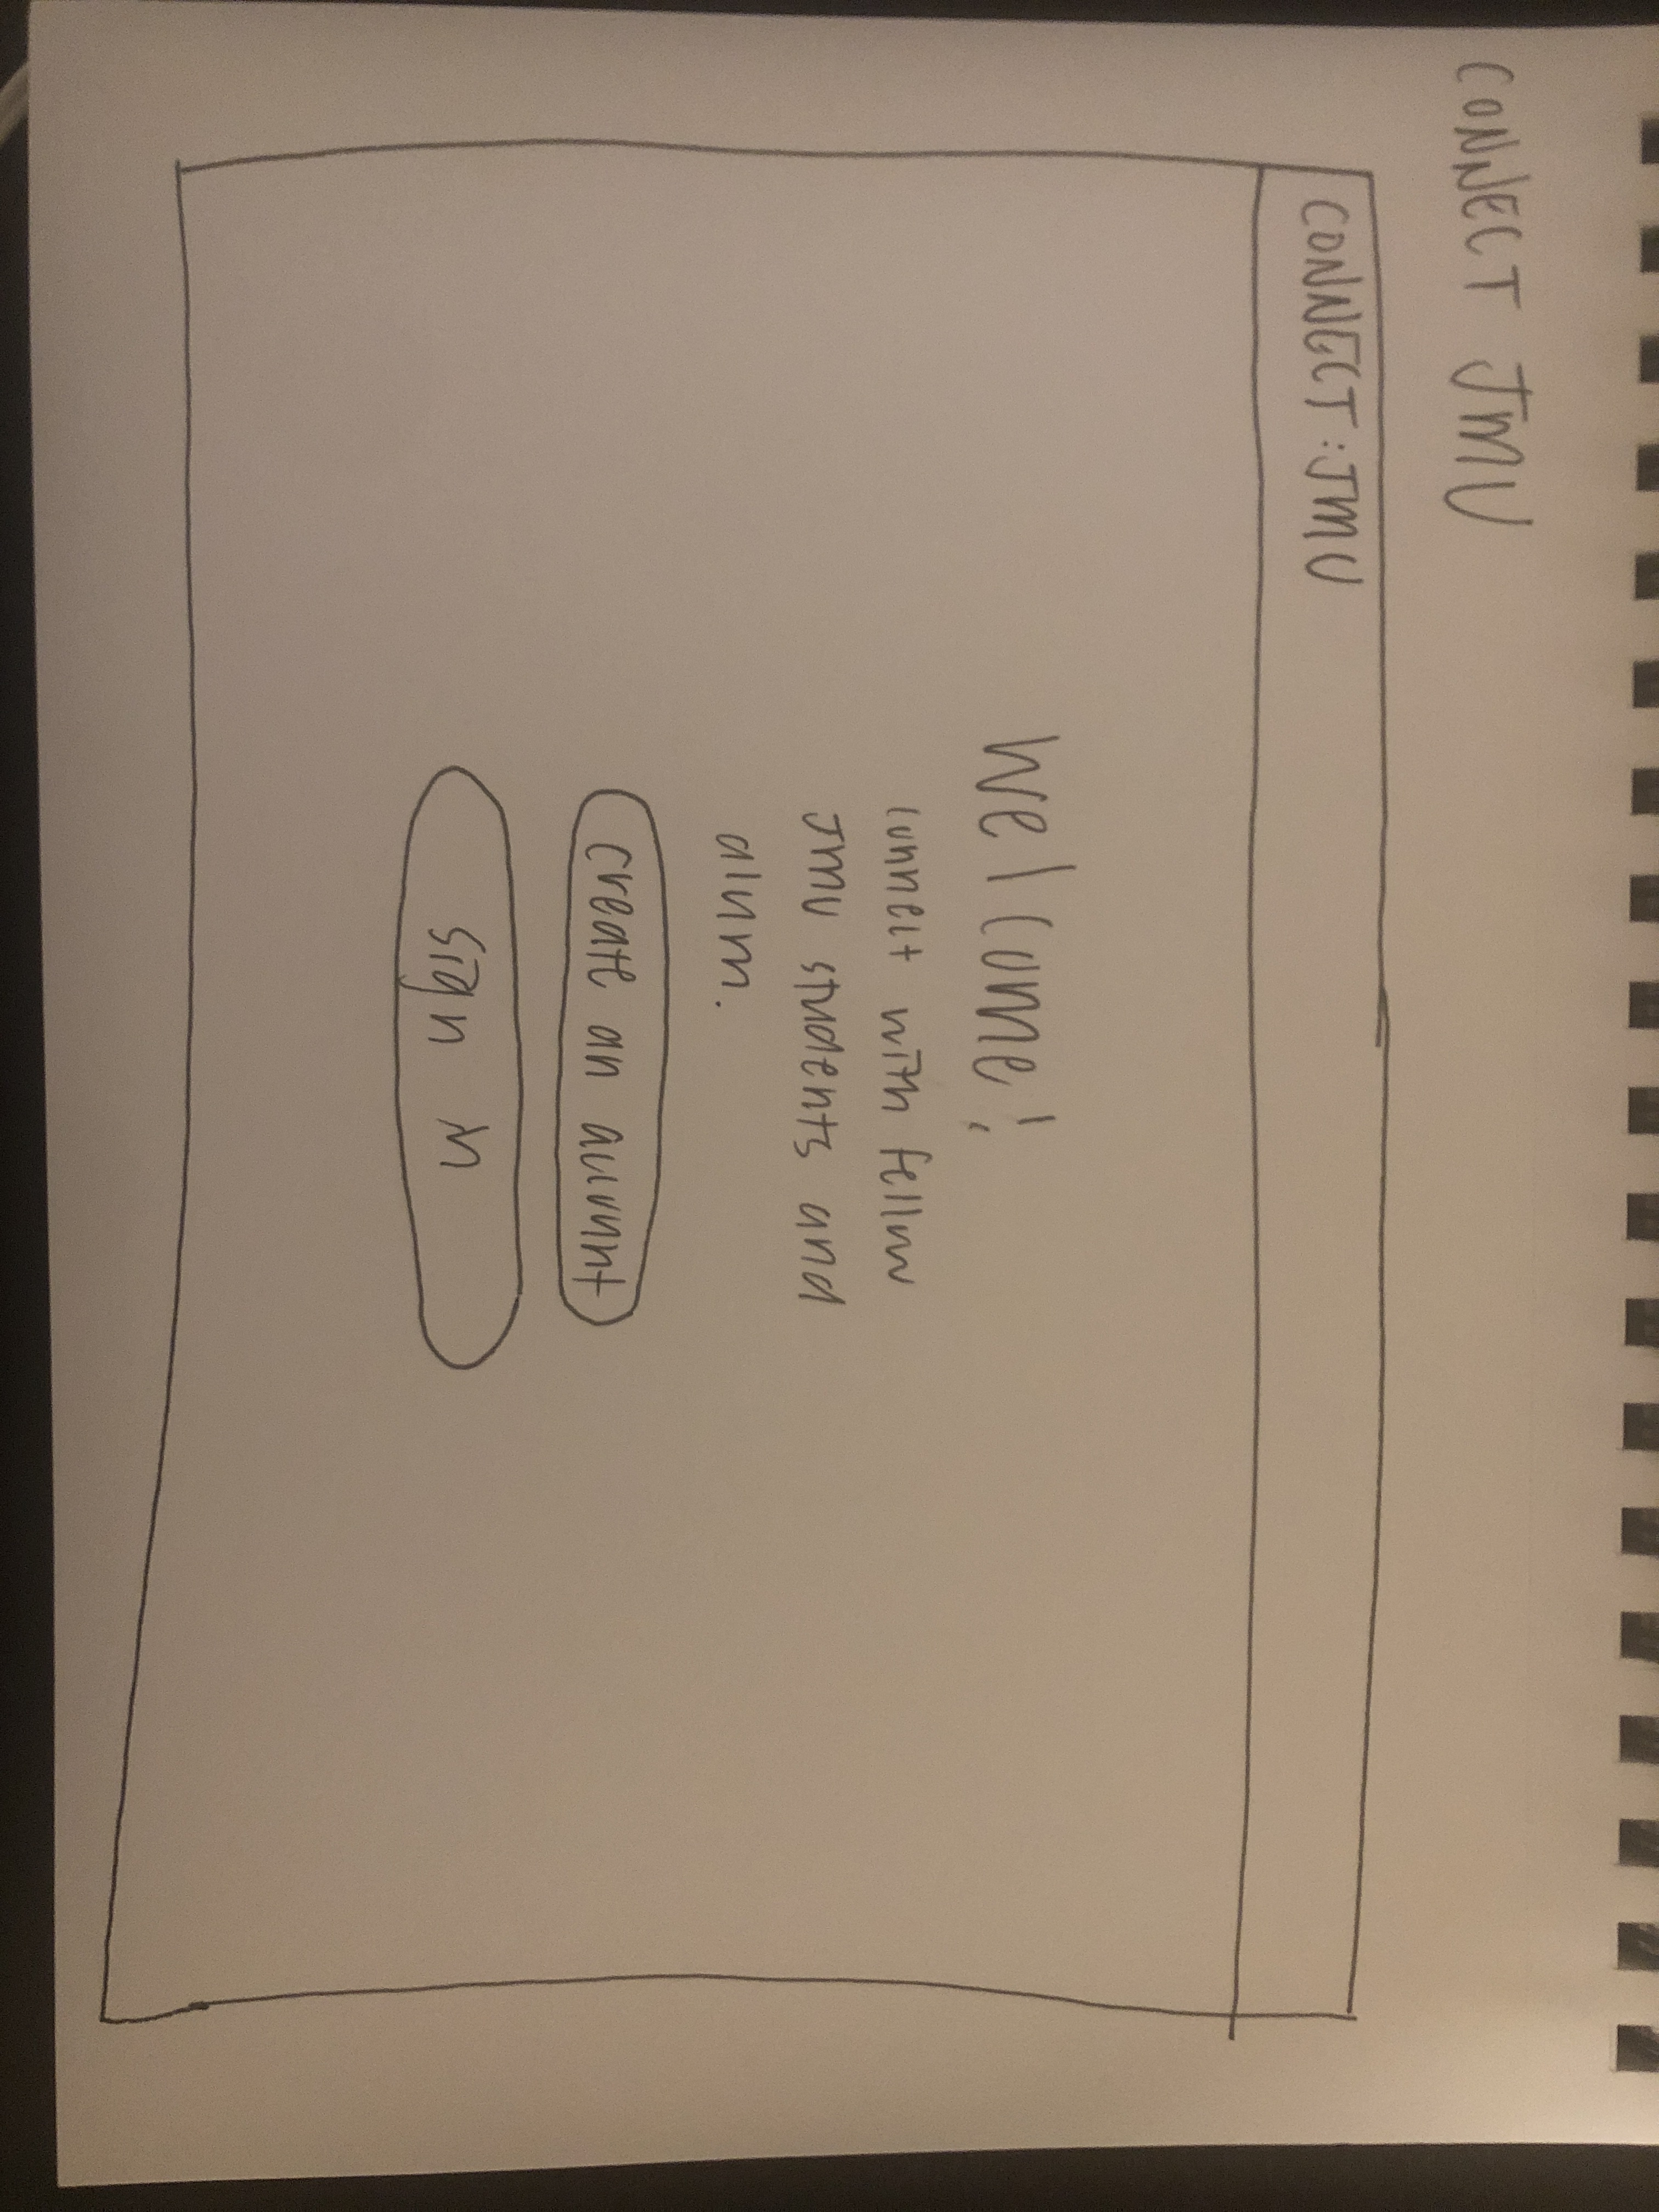 CONNECT JMU
CONNECT:JMU
Welcome!
connect with fellow
JMU students and
alum.
create an account
sign in